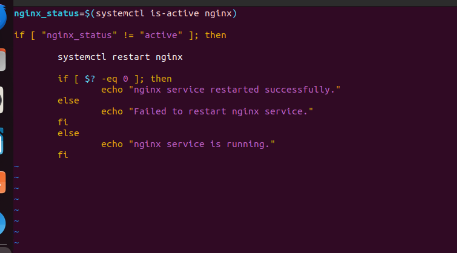 nginx_status=$(systemctl is-active nginx)
if [ "nginx_status" != "active" ]; then
systemctl restart nginx
if [ $? -eq 0 ]; then
echo "nginx service restarted successfully."
else
echo "Failed to restart nginx service."
fi
else
echo "nginx service is running."
fi
~
~
~
~
~
~
~
~